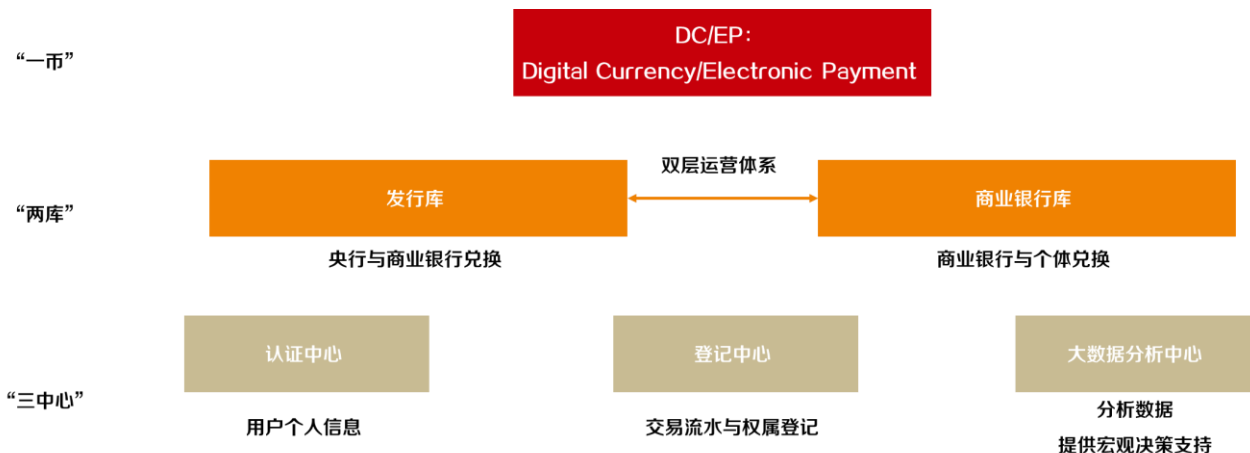 DC/EP:
“一币”
Digital Currency/Electronic Payment
双层运营体系
“两库”
发行库
商业银行库
央行与商业银行兑换
商业银行与个体兑换
认证中心
登记中心
大数据分析中心
“三中心”
用户个人信息
交易流水与权属登记
分析数据
提供宏观决策支持